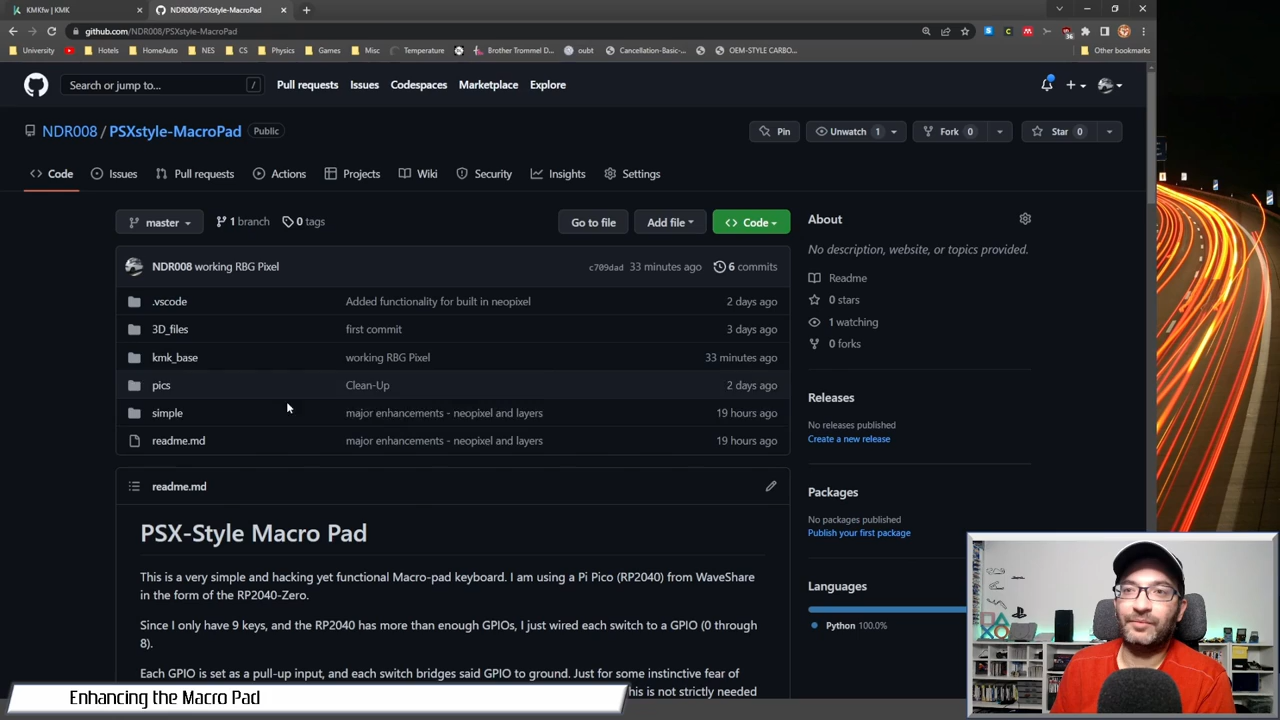 KMKfw | KMK
NDR008/PSXstyle-MacroPad
github.com/NDR008/PSXstyle-MacroPad
University
Hotels
HomeAuto
NES
CS
Physics
Games
Misc
Temperature
Brother Trommel D...
oubt
Cancellation-Basic-...
OEM-STYLE CARBO...
Other bookmarks
Search or jump to... /
Pull requests
Issues
Codespaces
Marketplace
Explore
NDR008 / PSXstyle-MacroPad Public
Pin
Unwatch 1
Fork 0
Star 0
Code
Issues
Pull requests
Actions
Projects
Wiki
Security
Insights
Settings
master
1 branch
0 tags
Go to file
Add file
Code
NDR008 working RBG Pixel c709dad 33 minutes ago 6 commits
.vscode Added functionality for built in neopixel 2 days ago
3D_files first commit 3 days ago
kmk_base working RBG Pixel 33 minutes ago
pics Clean-Up 2 days ago
simple major enhancements - neopixel and layers 19 hours ago
readme.md major enhancements - neopixel and layers 19 hours ago
readme.md
PSX-Style Macro Pad
This is a very simple and hacking yet functional Macro-pad keyboard. I am using a Pi Pico (RP2040) from WaveShare
in the form of the RP2040-Zero.
Since I only have 9 keys, and the RP2040 has more than enough GPIOs, I just wired each switch to a GPIO (0 through
8).
Each GPIO is set as a pull-up input, and each switch bridges said GPIO to ground. Just for some instinctive fear of
his is not strictly needed
About
No description, website, or topics provided.
Readme
0 stars
1 watching
0 forks
Releases
No releases published
Create a new release
Packages
No packages published
Publish your first package
Languages
Python 100.0%
Enhancing the Macro Pad